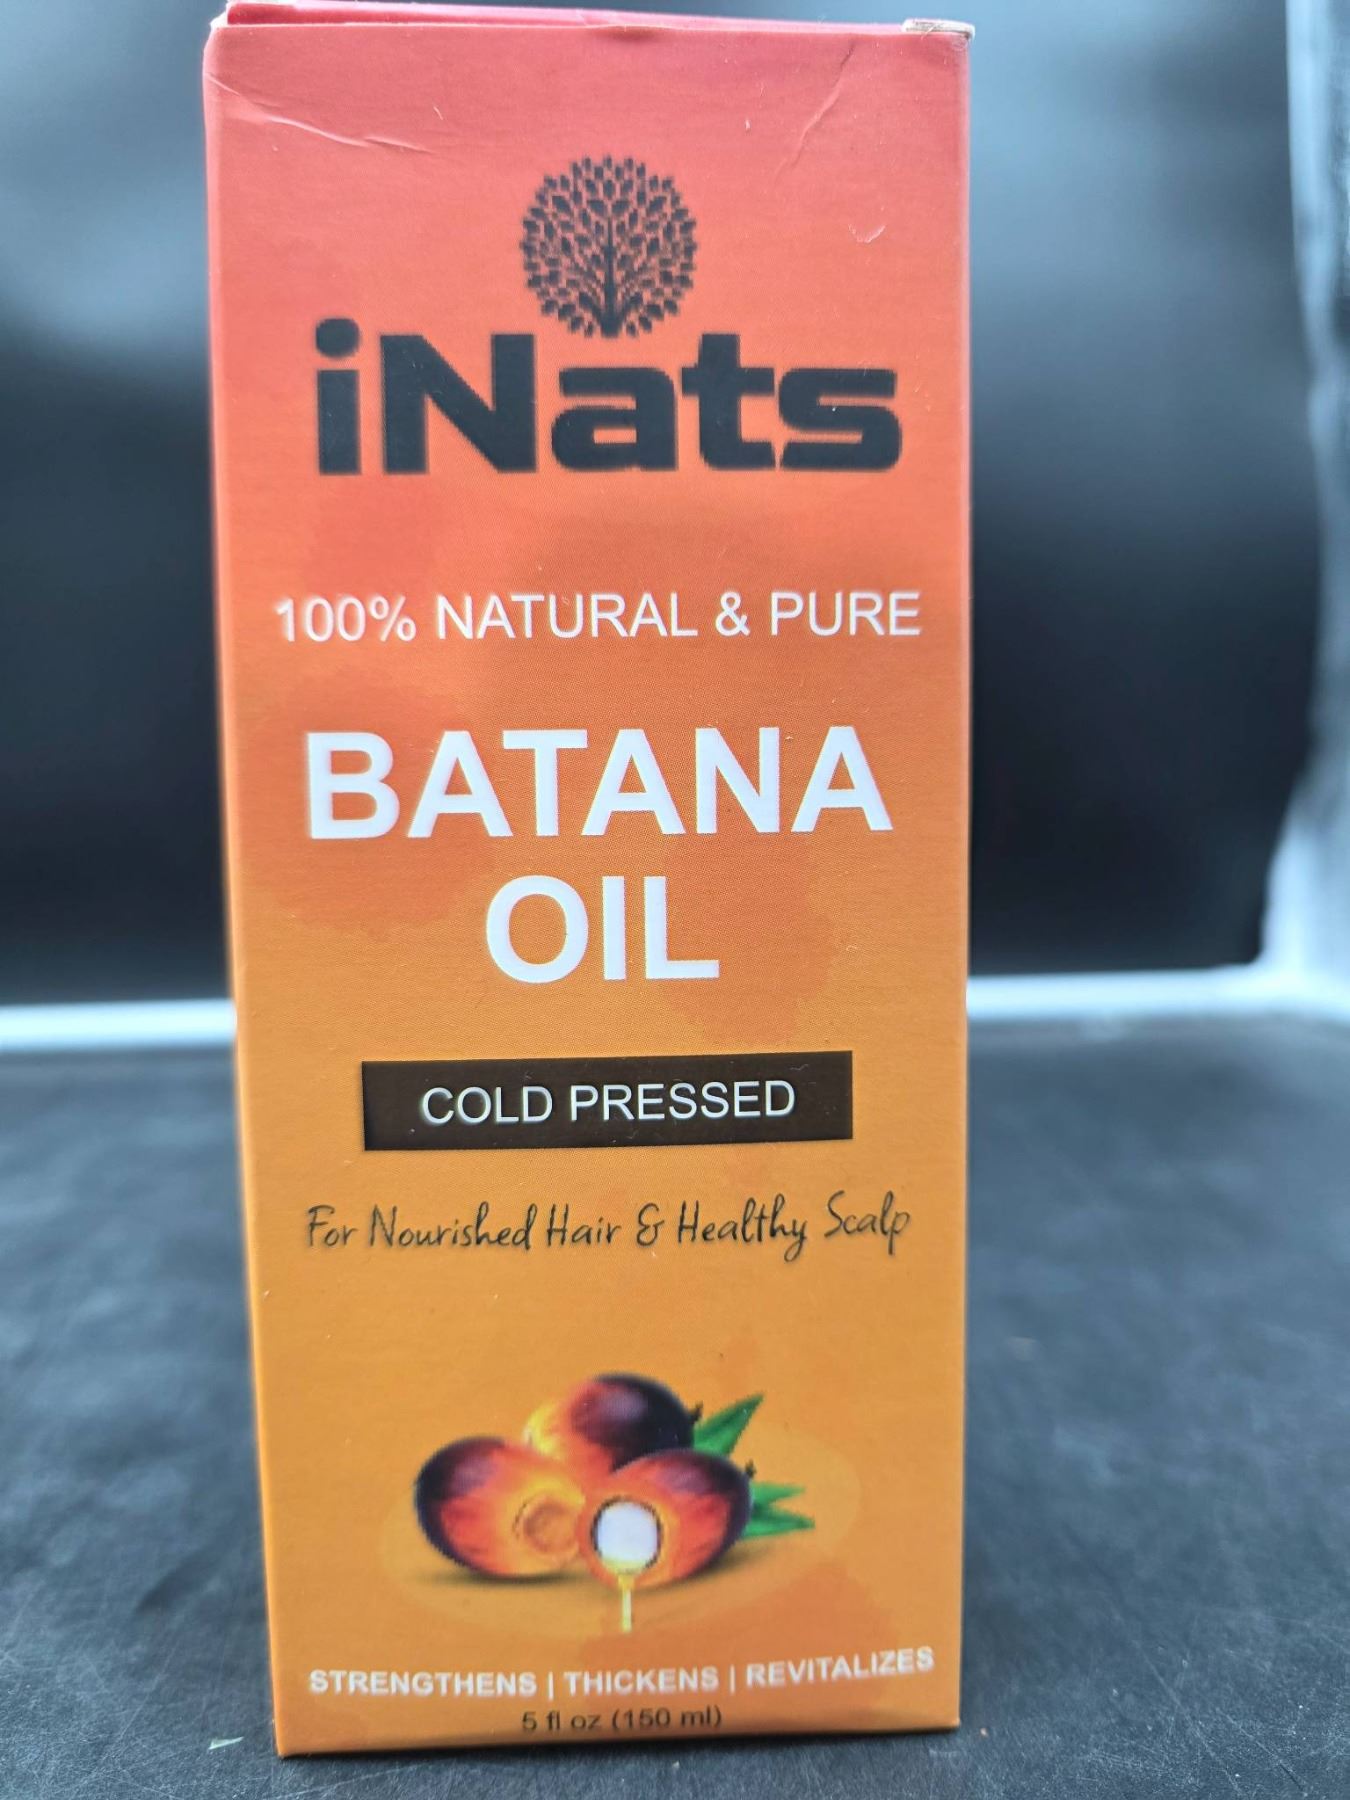 iNats
100% NATURAL & PURE
BATANA
OIL
COLD PRESSED
For Nourished Hair & Healthy Scalp
STRENGTHENS | THICKENS | REVITALIZES
5 fl oz (150 ml)